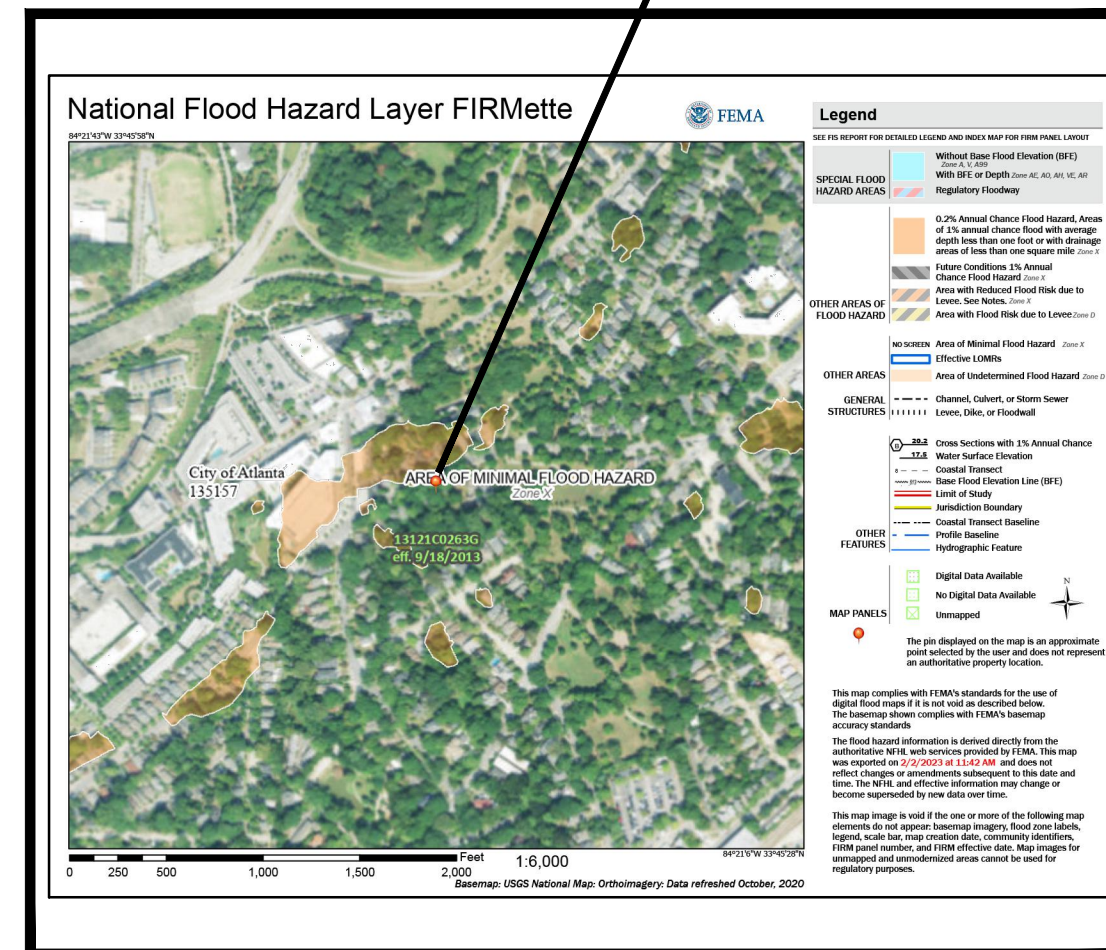 National Flood Hazard Layer FIRMette
FEMA
84°21'43"W 33°45'58"N
City of Atlanta
135157
AREA OF MINIMAL FLOOD HAZARD
Zone X
13121C0263G
eff. 9/18/2013
84°21'6"W 33°45'28"N
0 250 500 1,000 1,500 2,000
Feet
1:6,000
Basemap: USGS National Map: Orthoimagery: Data refreshed October, 2020
Legend
SEE FIS REPORT FOR DETAILED LEGEND AND INDEX MAP FOR FIRM PANEL LAYOUT
SPECIAL FLOOD
HAZARD AREAS
Without Base Flood Elevation (BFE)
Zone A, V, A99
With BFE or Depth Zone AE, AO, AH, VE, AR
Regulatory Floodway
OTHER AREAS OF
FLOOD HAZARD
0.2% Annual Chance Flood Hazard, Areas
of 1% annual chance flood with average
depth less than one foot or with drainage
areas of less than one square mile Zone X
Future Conditions 1% Annual
Chance Flood Hazard Zone X
Area with Reduced Flood Risk due to
Levee. See Notes. Zone X
Area with Flood Risk due to Levee Zone D
OTHER AREAS
NO SCREEN Area of Minimal Flood Hazard Zone X
Effective LOMRs
Area of Undetermined Flood Hazard Zone D
GENERAL
STRUCTURES
Channel, Culvert, or Storm Sewer
Levee, Dike, or Floodwall
OTHER
FEATURES
B 20.2 Cross Sections with 1% Annual Chance
17.5 Water Surface Elevation
8 Coastal Transect
513 Base Flood Elevation Line (BFE)
Limit of Study
Jurisdiction Boundary
Coastal Transect Baseline
Profile Baseline
Hydrographic Feature
MAP PANELS
Digital Data Available
No Digital Data Available
Unmapped
N
The pin displayed on the map is an approximate
point selected by the user and does not represent
an authoritative property location.
This map complies with FEMA's standards for the use of
digital flood maps if it is not void as described below.
The basemap shown complies with FEMA's basemap
accuracy standards
The flood hazard information is derived directly from the
authoritative NFHL web services provided by FEMA. This map
was exported on 2/2/2023 at 11:42 AM and does not
reflect changes or amendments subsequent to this date and
time. The NFHL and effective information may change or
become superseded by new data over time.
This map image is void if the one or more of the following map
elements do not appear: basemap imagery, flood zone labels,
legend, scale bar, map creation date, community identifiers,
FIRM panel number, and FIRM effective date. Map images for
unmapped and unmodernized areas cannot be used for
regulatory purposes.